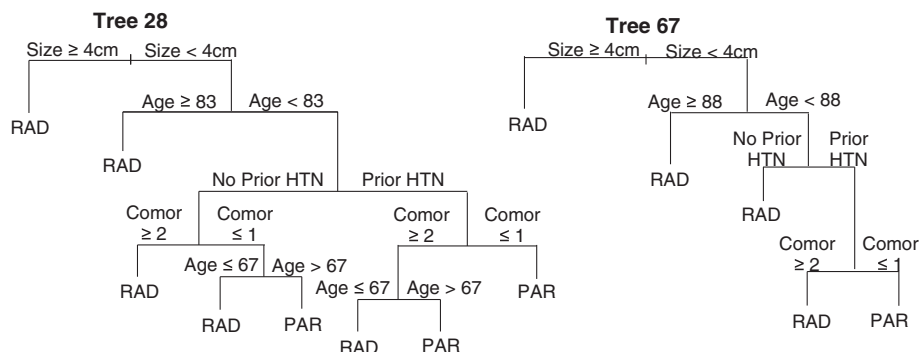 Tree 28
Size ≥ 4cm Size < 4cm
RAD
Age ≥ 83 Age < 83
RAD
No Prior HTN Prior HTN
Comor
≥ 2
Comor
≤ 1
Comor
≥ 2
Comor
≤ 1
RAD
Age ≤ 67 Age > 67
RAD
PAR
Age ≤ 67 Age > 67
RAD
PAR
PAR
Tree 67
Size ≥ 4cm Size < 4cm
RAD
Age ≥ 88 Age < 88
RAD
No Prior
HTN
Prior
HTN
RAD
Comor
≥ 2
Comor
≤ 1
RAD
PAR